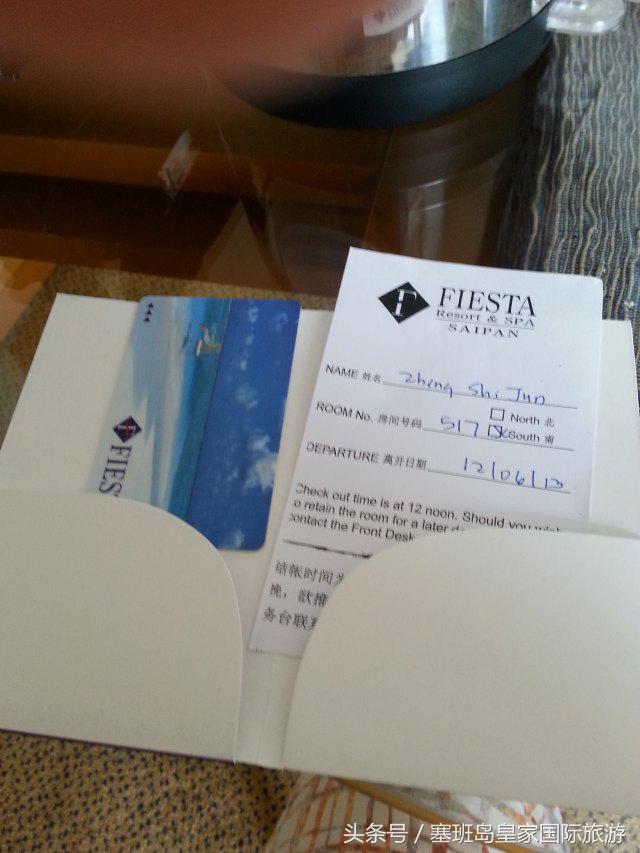 FIESTA
Resort & SPA
SAIPAN
NAME 姓名 Zheng Shi Jun
ROOM No. 房间号码 517 □ North 北
☒ South 南
DEPARTURE 离开日期 12/06/13
Check out time is at 12 noon. Should you wish
to retain the room for a later
contact the Front Desk
结帐时间为
掩，欲推
务台联系
F
FIES
头条号 / 塞班岛皇家国际旅游